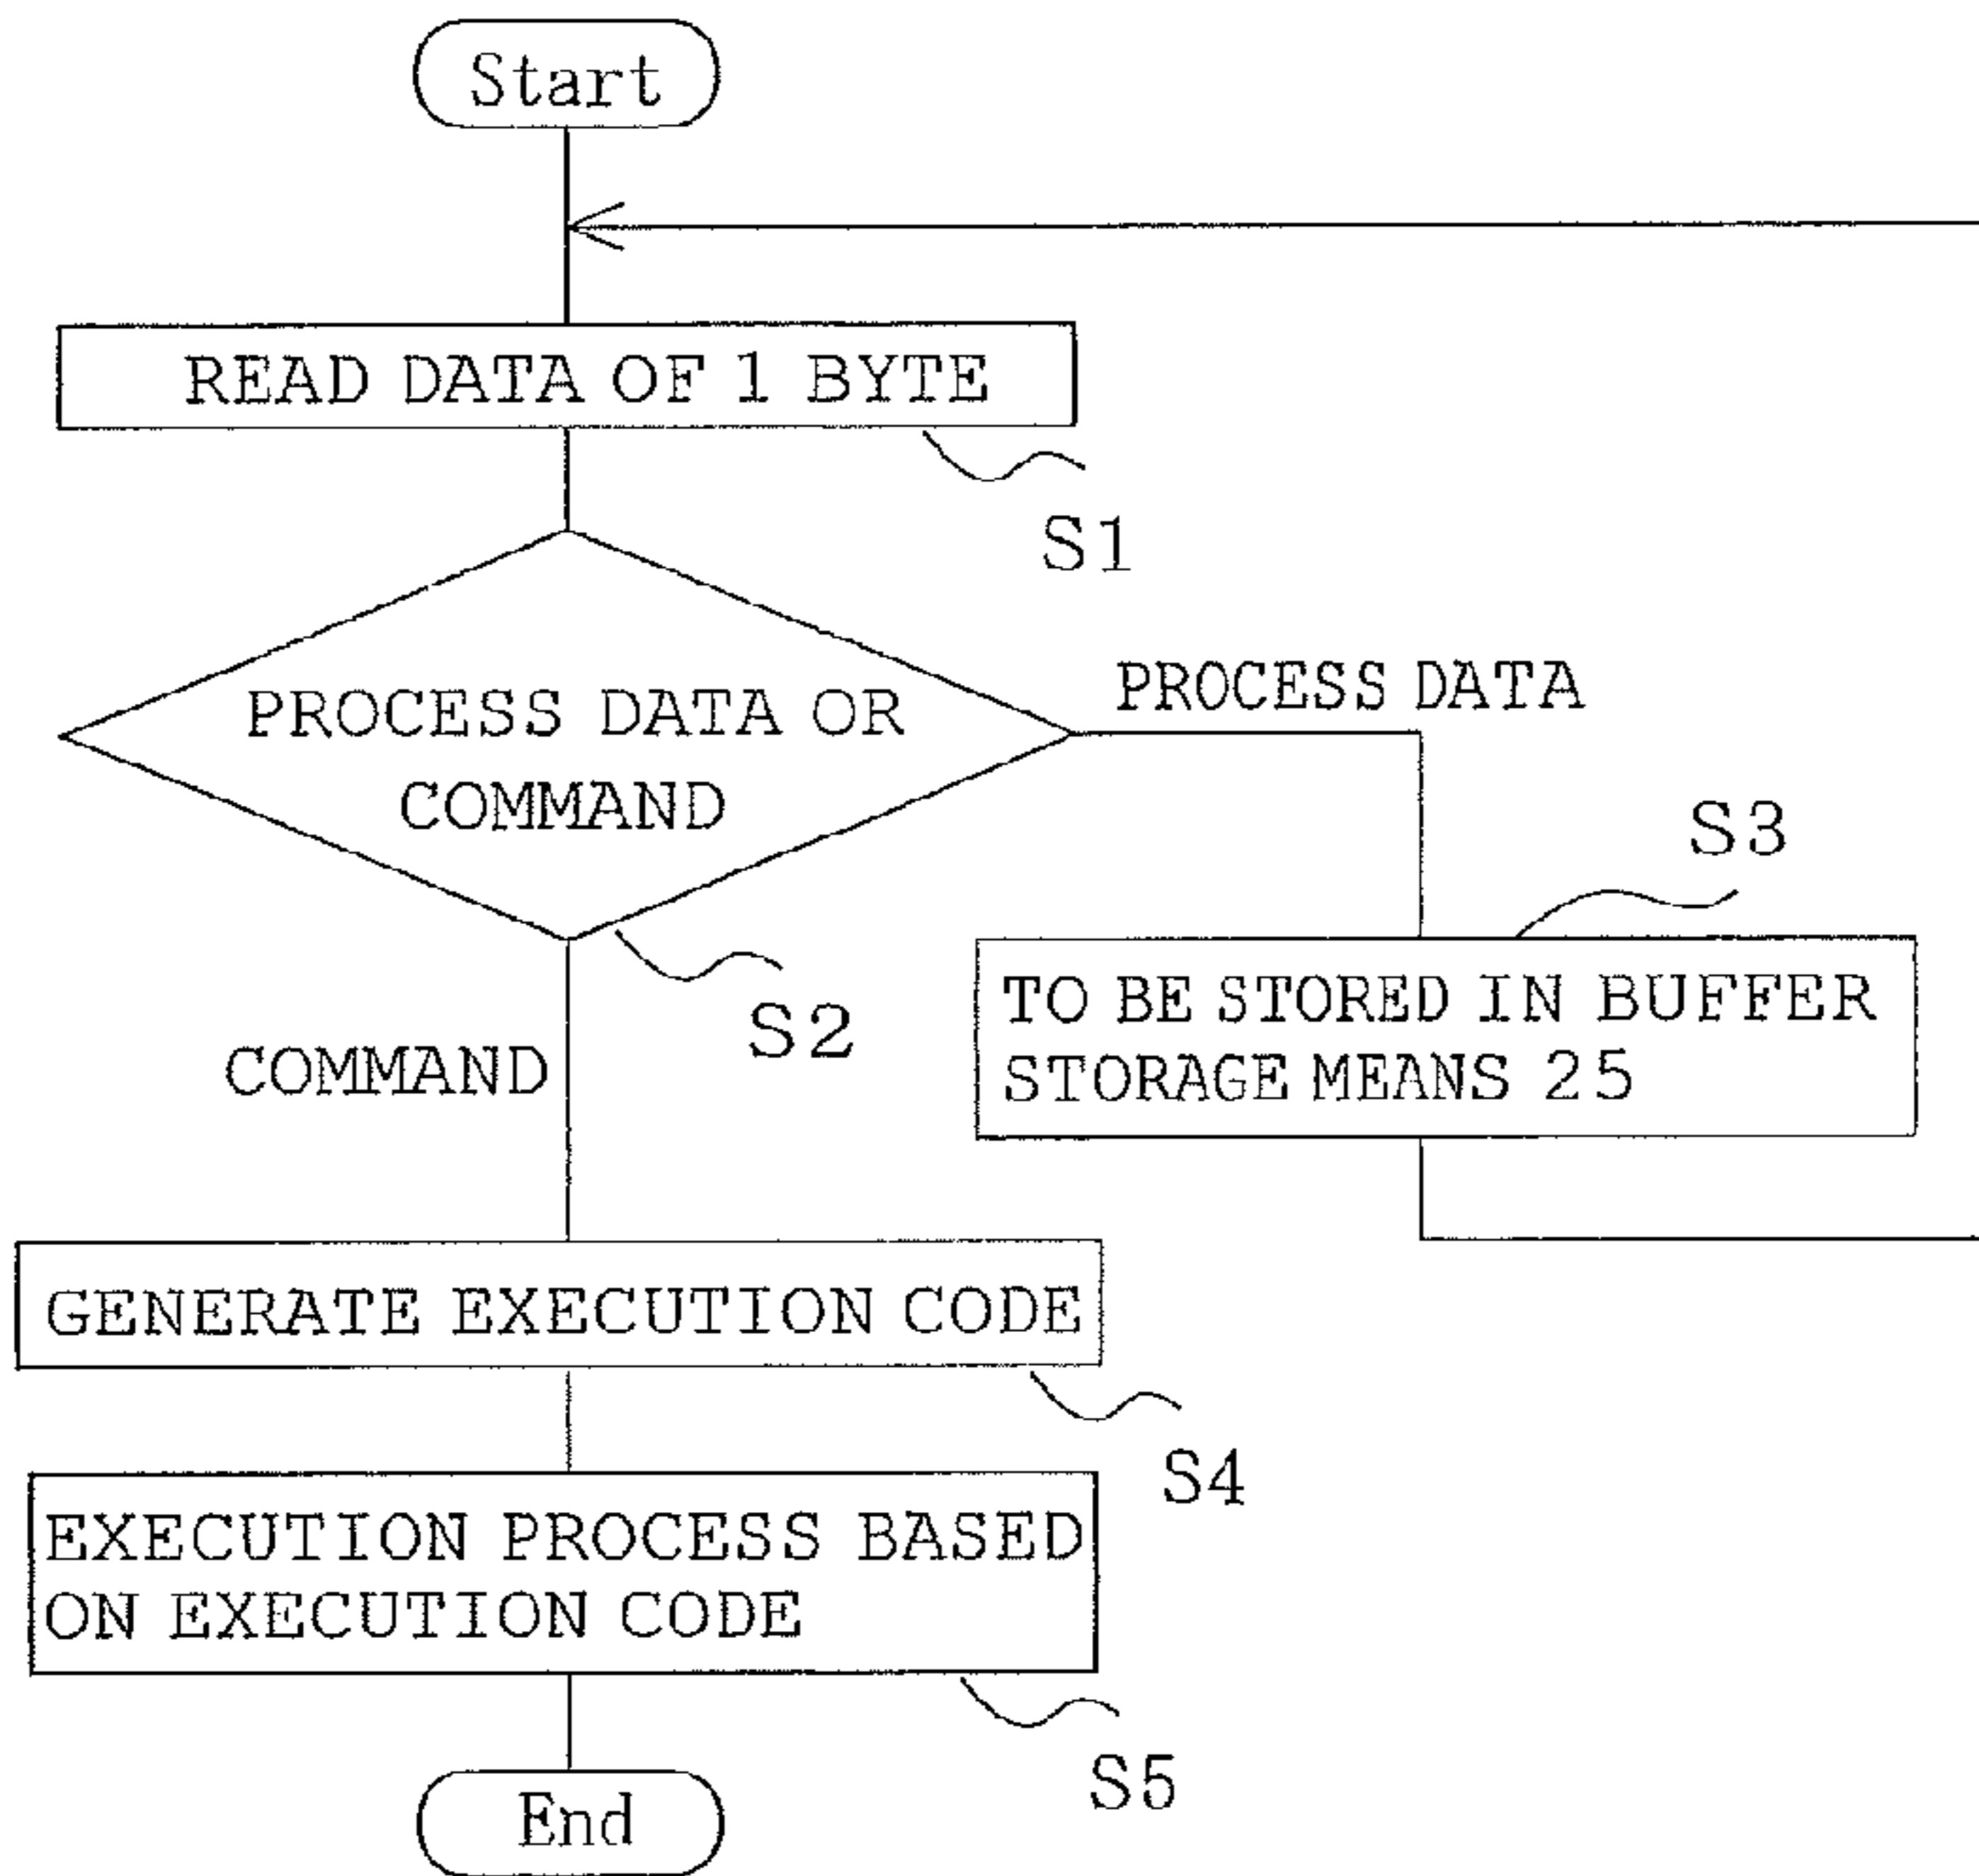 Start
READ DATA OF 1 BYTE
S1
PROCESS DATA OR
COMMAND
PROCESS DATA
S2
COMMAND
S3
TO BE STORED IN BUFFER
STORAGE MEANS 25
GENERATE EXECUTION CODE
S4
EXECUTION PROCESS BASED
ON EXECUTION CODE
S5
End